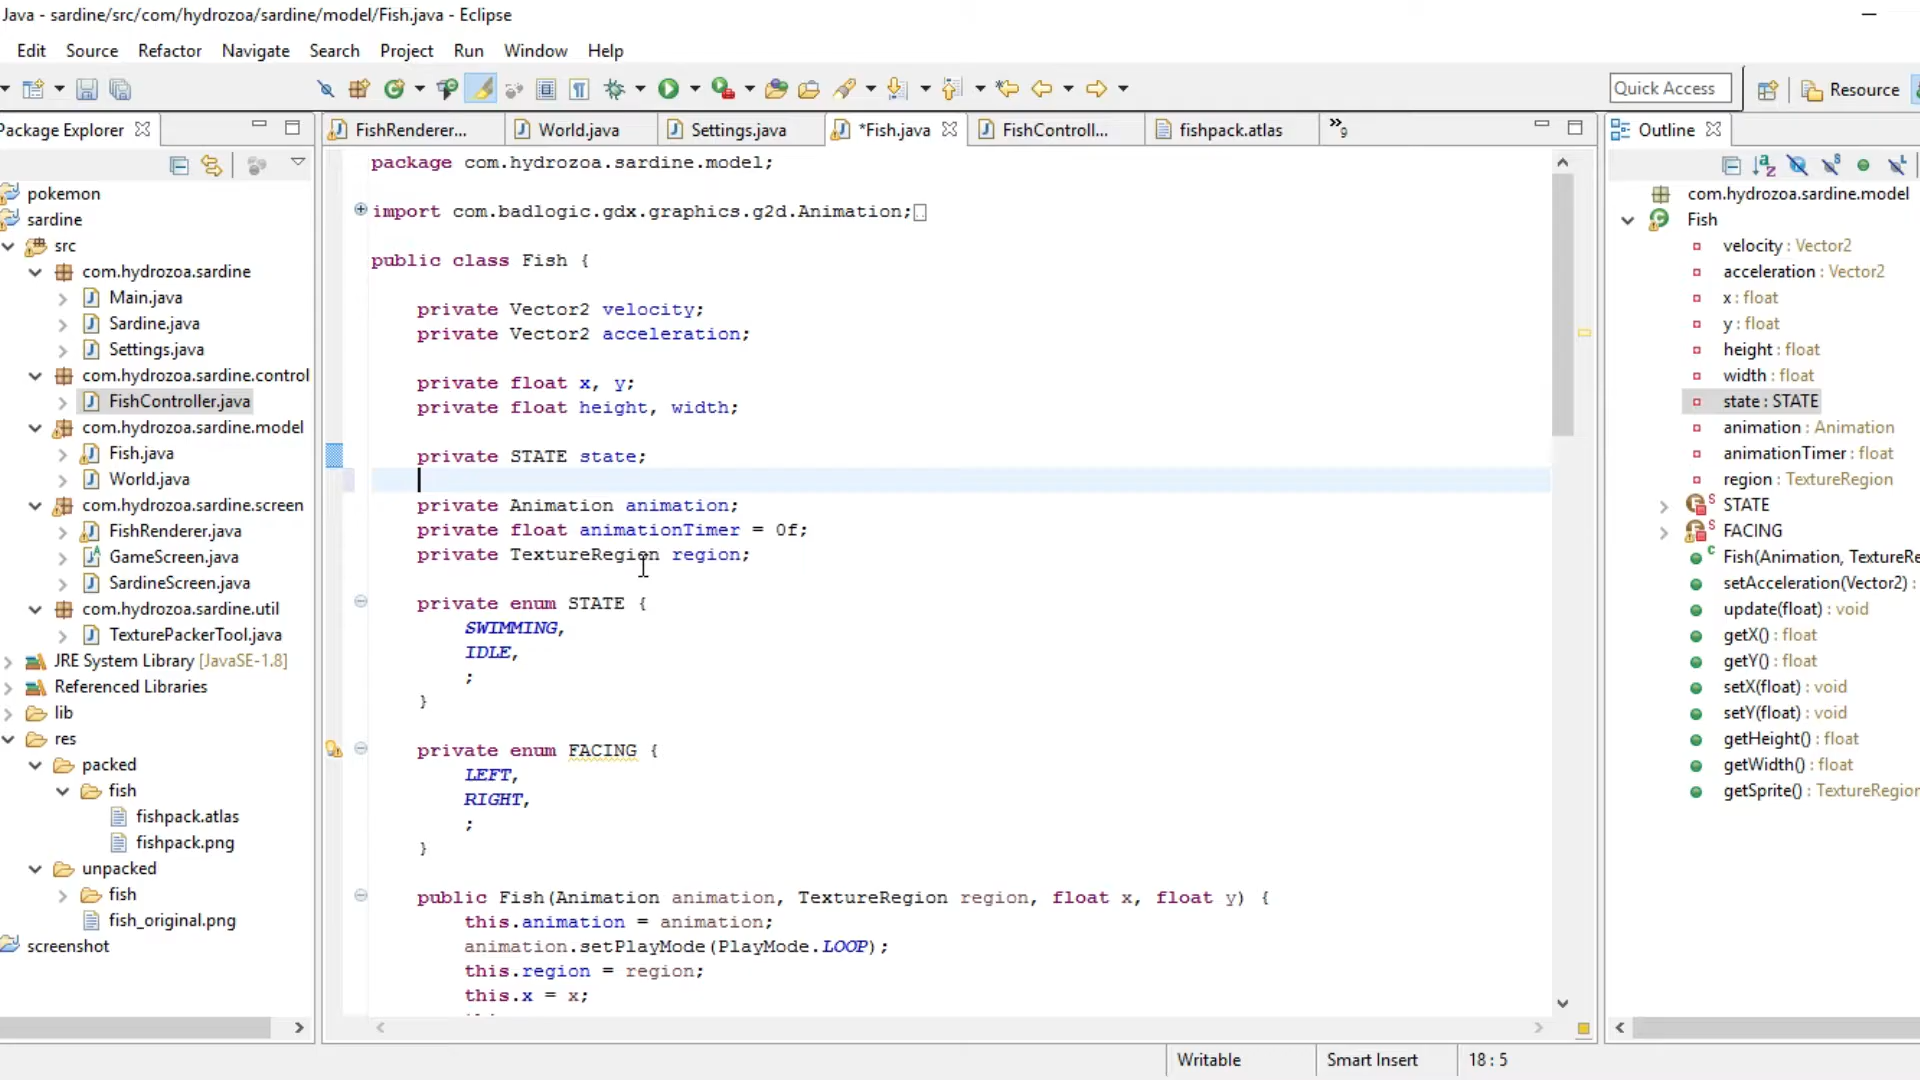 Java - sardine/src/com/hydrozoa/sardine/model/Fish.java - Eclipse
Edit Source Refactor Navigate Search Project Run Window Help
Quick Access
Resource
Package Explorer
pokemon
sardine
src
com.hydrozoa.sardine
Main.java
Sardine.java
Settings.java
com.hydrozoa.sardine.control
FishController.java
com.hydrozoa.sardine.model
Fish.java
World.java
com.hydrozoa.sardine.screen
FishRenderer.java
GameScreen.java
SardineScreen.java
com.hydrozoa.sardine.util
TexturePackerTool.java
JRE System Library [JavaSE-1.8]
Referenced Libraries
lib
res
packed
fish
fishpack.atlas
fishpack.png
unpacked
fish
fish_original.png
screenshot
FishRenderer... World.java Settings.java *Fish.java FishControll... fishpack.atlas »9
package com.hydrozoa.sardine.model;
import com.badlogic.gdx.graphics.g2d.Animation;
public class Fish {
private Vector2 velocity;
private Vector2 acceleration;
private float x, y;
private float height, width;
private STATE state;
private Animation animation;
private float animationTimer = 0f;
private TextureRegion region;
private enum STATE {
SWIMMING,
IDLE,
;
}
private enum FACING {
LEFT,
RIGHT,
;
}
public Fish(Animation animation, TextureRegion region, float x, float y) {
this.animation = animation;
animation.setPlayMode(PlayMode.LOOP);
this.region = region;
this.x = x;
Outline
com.hydrozoa.sardine.model
Fish
velocity : Vector2
acceleration : Vector2
x : float
y : float
height : float
width : float
state : STATE
animation : Animation
animationTimer : float
region : TextureRegion
STATE
FACING
Fish(Animation, TextureRe
setAcceleration(Vector2) :
update(float) : void
getX() : float
getY() : float
setX(float) : void
setY(float) : void
getHeight() : float
getWidth() : float
getSprite() : TextureRegion
Writable Smart Insert 18 : 5